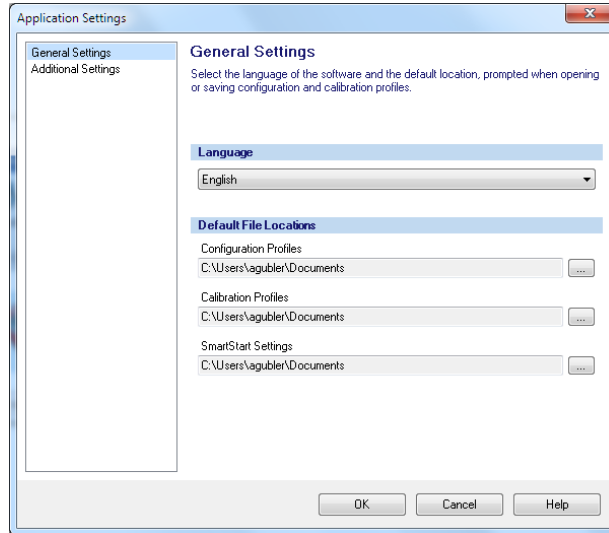 Application Settings
General Settings
Additional Settings
General Settings
Select the language of the software and the default location, prompted when opening
or saving configuration and calibration profiles.
Language
English
Default File Locations
Configuration Profiles
C:\Users\agubler\Documents
...
Calibration Profiles
C:\Users\agubler\Documents
...
SmartStart Settings
C:\Users\agubler\Documents
...
OK
Cancel
Help